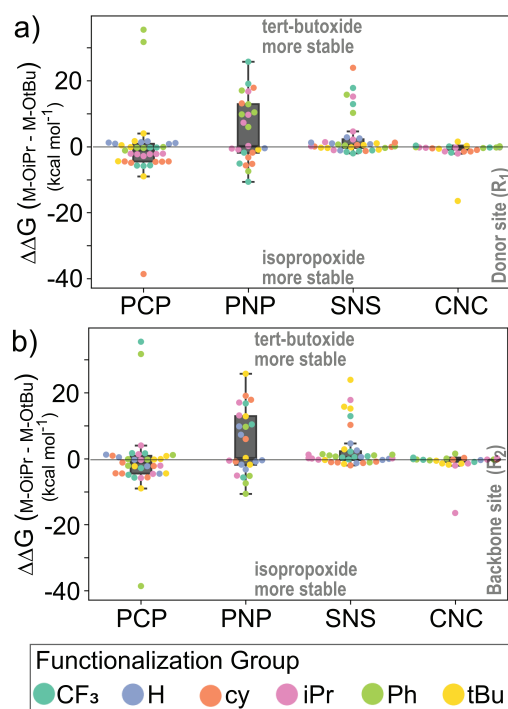 a)
tert-butoxide
more stable
20
0
-20
-40
ΔΔG (M-OiPr - M-OtBu)
(kcal mol⁻¹)
isopropoxide
more stable
Donor site (R₁)
PCP PNP SNS CNC
b)
tert-butoxide
more stable
20
0
-20
-40
ΔΔG (M-OiPr - M-OtBu)
(kcal mol⁻¹)
isopropoxide
more stable
Backbone site (R₂)
PCP PNP SNS CNC
Functionalization Group
CF₃ H cy iPr Ph tBu